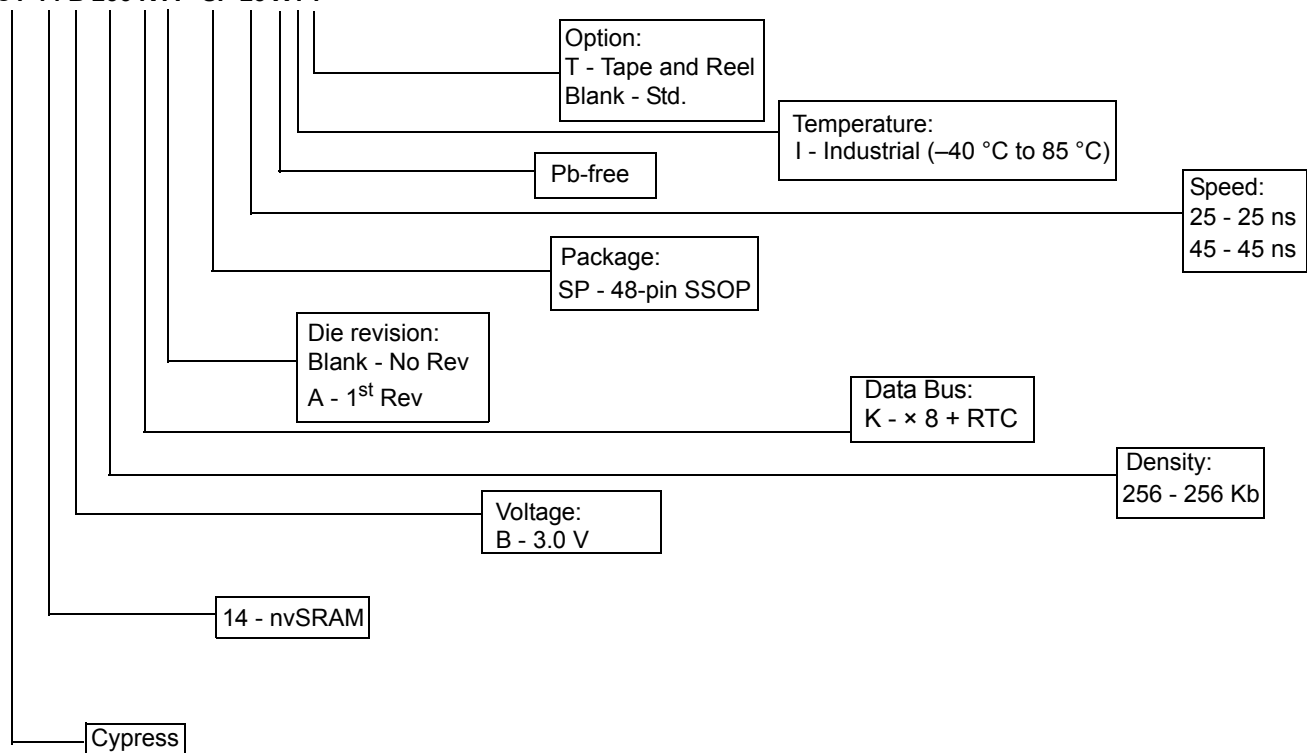 Option:
T - Tape and Reel
Blank - Std.
Temperature:
I - Industrial (–40 °C to 85 °C)
Pb-free
Speed:
25 - 25 ns
45 - 45 ns
Package:
SP - 48-pin SSOP
Die revision:
Blank - No Rev
A - 1st Rev
Data Bus:
K - × 8 + RTC
Density:
256 - 256 Kb
Voltage:
B - 3.0 V
14 - nvSRAM
Cypress